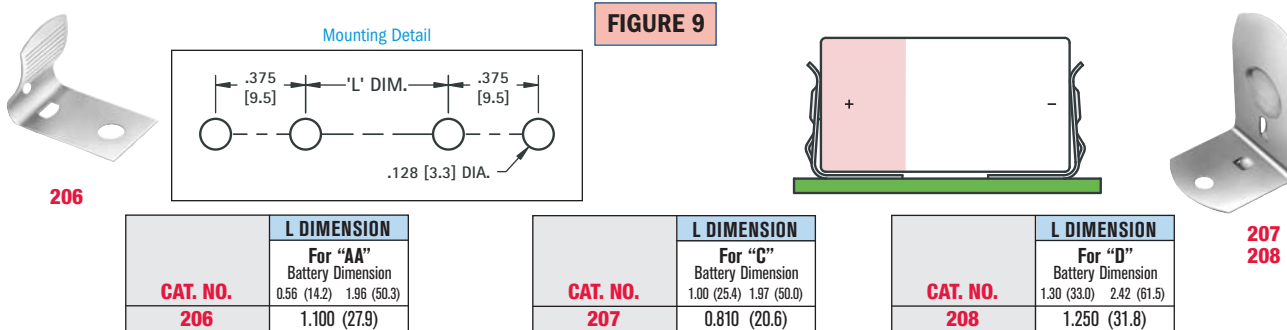 FIGURE 9
Mounting Detail
.375
[9.5]
'L' DIM.
.375
[9.5]
.128 [3.3] DIA.
+
−
206
207
208
CAT. NO.
L DIMENSION
For “AA”
Battery Dimension
0.56 (14.2) 1.96 (50.3)
206
1.100 (27.9)
CAT. NO.
L DIMENSION
For “C”
Battery Dimension
1.00 (25.4) 1.97 (50.0)
207
0.810 (20.6)
CAT. NO.
L DIMENSION
For “D”
Battery Dimension
1.30 (33.0) 2.42 (61.5)
208
1.250 (31.8)